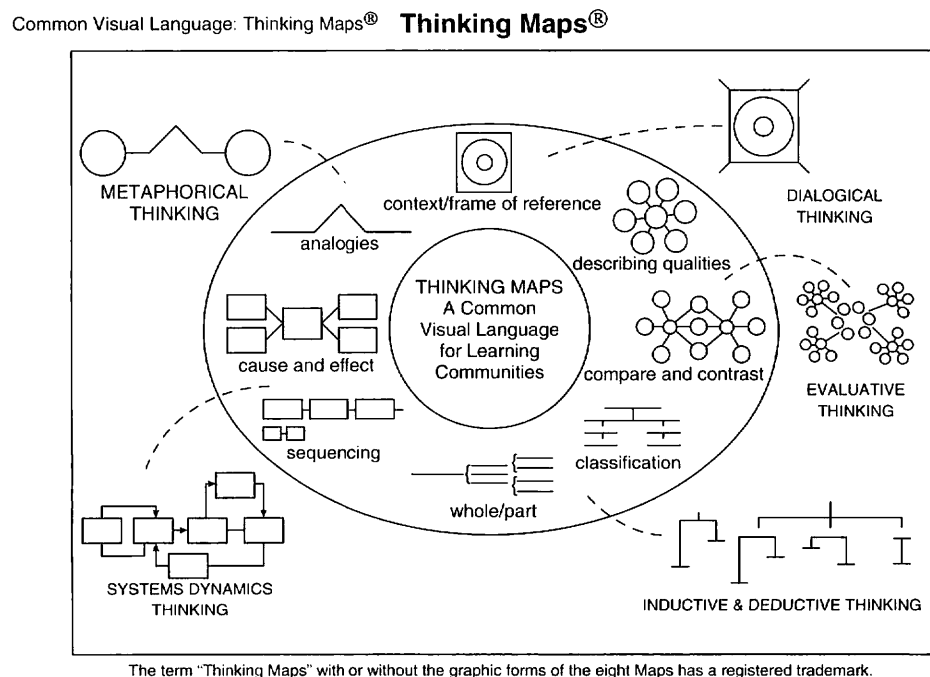 Common Visual Language: Thinking Maps® Thinking Maps®
METAPHORICAL
THINKING
context/frame of reference
DIALOGICAL
THINKING
analogies
describing qualities
THINKING MAPS
A Common
Visual Language
for Learning
Communities
cause and effect
compare and contrast
EVALUATIVE
THINKING
sequencing
classification
whole/part
SYSTEMS DYNAMICS
THINKING
INDUCTIVE & DEDUCTIVE THINKING
The term "Thinking Maps" with or without the graphic forms of the eight Maps has a registered trademark.